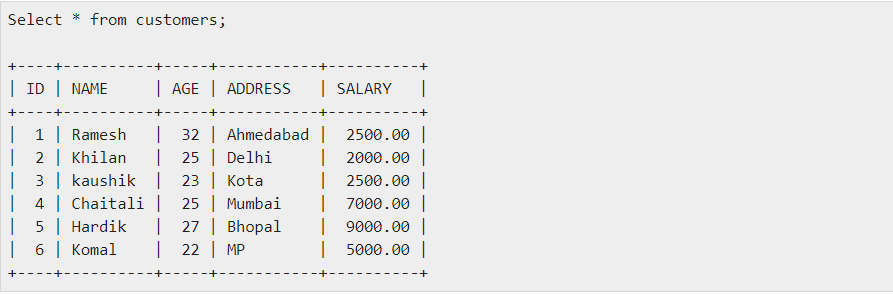 Select * from customers;
+----+----------+-----+-----------+----------+
| ID | NAME     | AGE | ADDRESS   | SALARY   |
+----+----------+-----+-----------+----------+
|  1 | Ramesh   |  32 | Ahmedabad |  2500.00 |
|  2 | Khilan   |  25 | Delhi     |  2000.00 |
|  3 | kaushik  |  23 | Kota      |  2500.00 |
|  4 | Chaitali |  25 | Mumbai    |  7000.00 |
|  5 | Hardik   |  27 | Bhopal    |  9000.00 |
|  6 | Komal    |  22 | MP        |  5000.00 |
+----+----------+-----+-----------+----------+